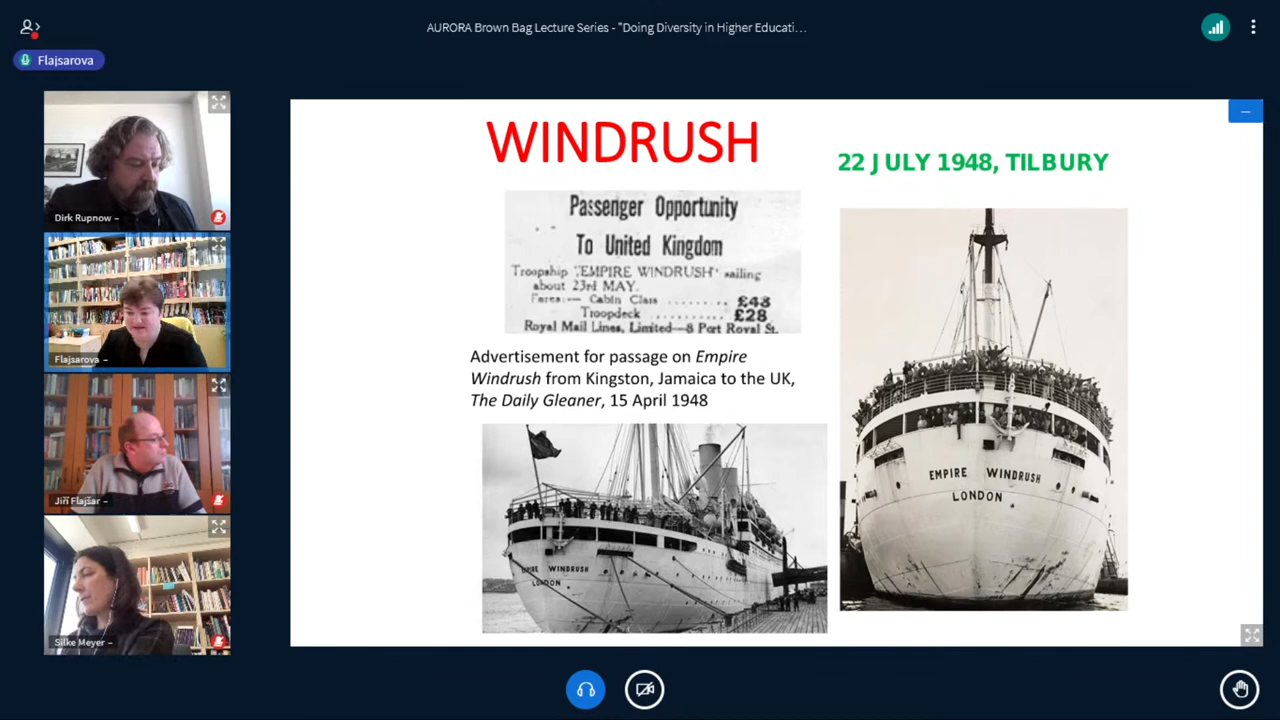 AURORA Brown Bag Lecture Series - "Doing Diversity in Higher Educati…
Flajsarova
Dirk Rupnow –
Flajsarova –
Jiří Flajšar –
Silke Meyer –
WINDRUSH
22 JULY 1948, TILBURY
Passenger Opportunity
To United Kingdom
Troopship "EMPIRE WINDRUSH" sailing
about 23rd MAY.
Fares:— Cabin Class ........ £43
Troopdeck ........ £28
Royal Mail Lines, Limited—8 Port Royal St.
Advertisement for passage on Empire
Windrush from Kingston, Jamaica to the UK,
The Daily Gleaner, 15 April 1948
EMPIRE WINDRUSH
LONDON
EMPIRE WINDRUSH
LONDON